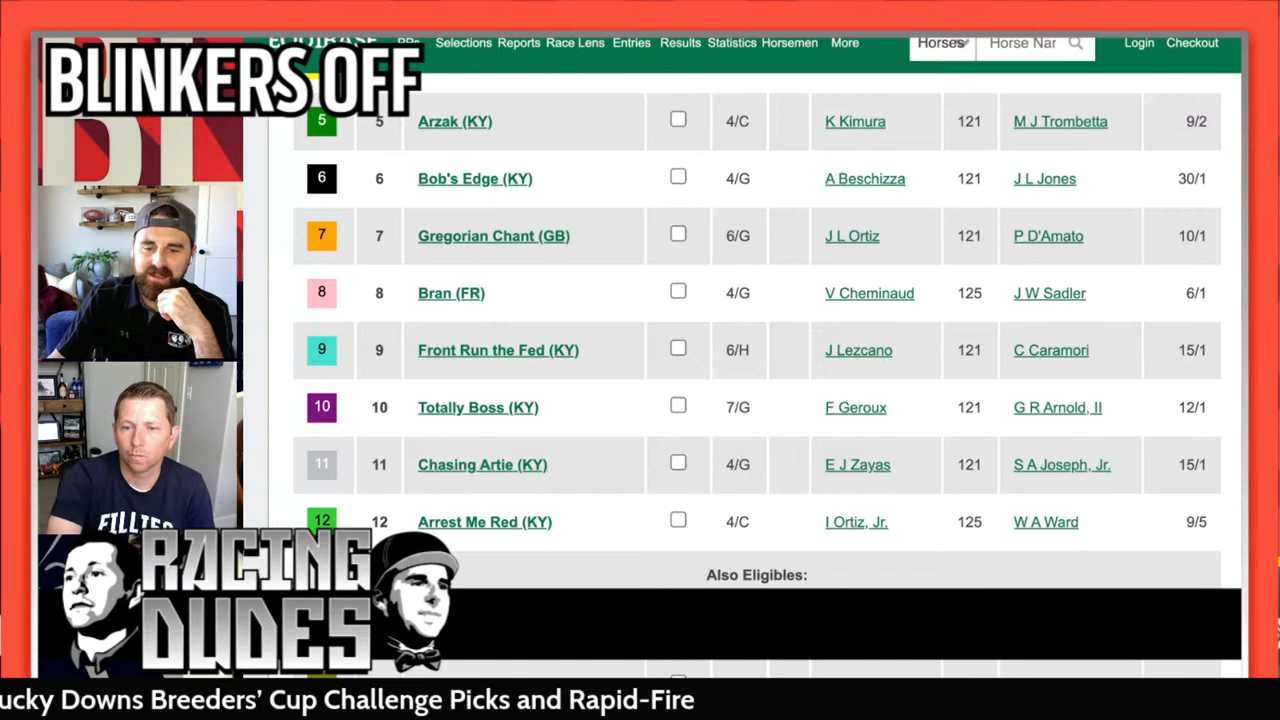 BLINKERS OFF
Selections Reports Race Lens Entries Results Statistics Horsemen More Horses Horse Nar Login Checkout
5 5 Arzak (KY) 4/C K Kimura 121 M J Trombetta 9/2
6 6 Bob's Edge (KY) 4/G A Beschizza 121 J L Jones 30/1
7 7 Gregorian Chant (GB) 6/G J L Ortiz 121 P D'Amato 10/1
8 8 Bran (FR) 4/G V Cheminaud 125 J W Sadler 6/1
9 9 Front Run the Fed (KY) 6/H J Lezcano 121 C Caramori 15/1
10 10 Totally Boss (KY) 7/G F Geroux 121 G R Arnold, II 12/1
11 11 Chasing Artie (KY) 4/G E J Zayas 121 S A Joseph, Jr. 15/1
12 12 Arrest Me Red (KY) 4/C I Ortiz, Jr. 125 W A Ward 9/5
Also Eligibles:
FILLIES
RACING
DUDES
ucky Downs Breeders' Cup Challenge Picks and Rapid-Fire